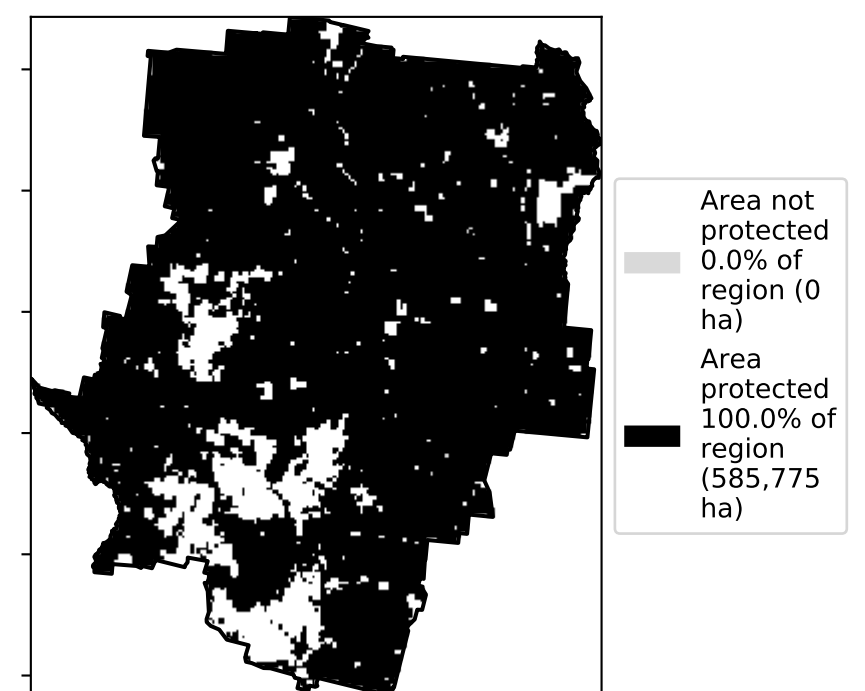 Area not
protected
0.0% of
region (0
ha)
Area
protected
100.0% of
region
(585,775
ha)